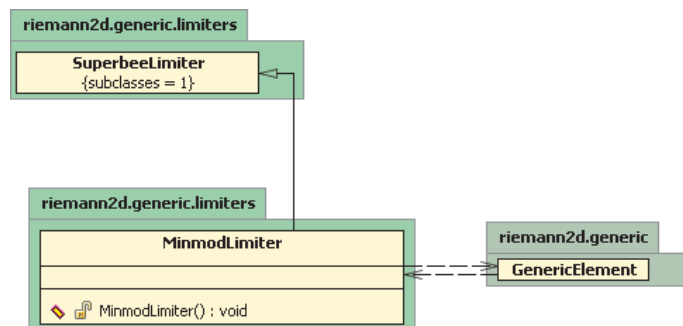 riemann2d.generic.limiters
SuperbeeLimiter
{subclasses = 1}
riemann2d.generic.limiters
MinmodLimiter
MinmodLimiter() : void
riemann2d.generic
GenericElement